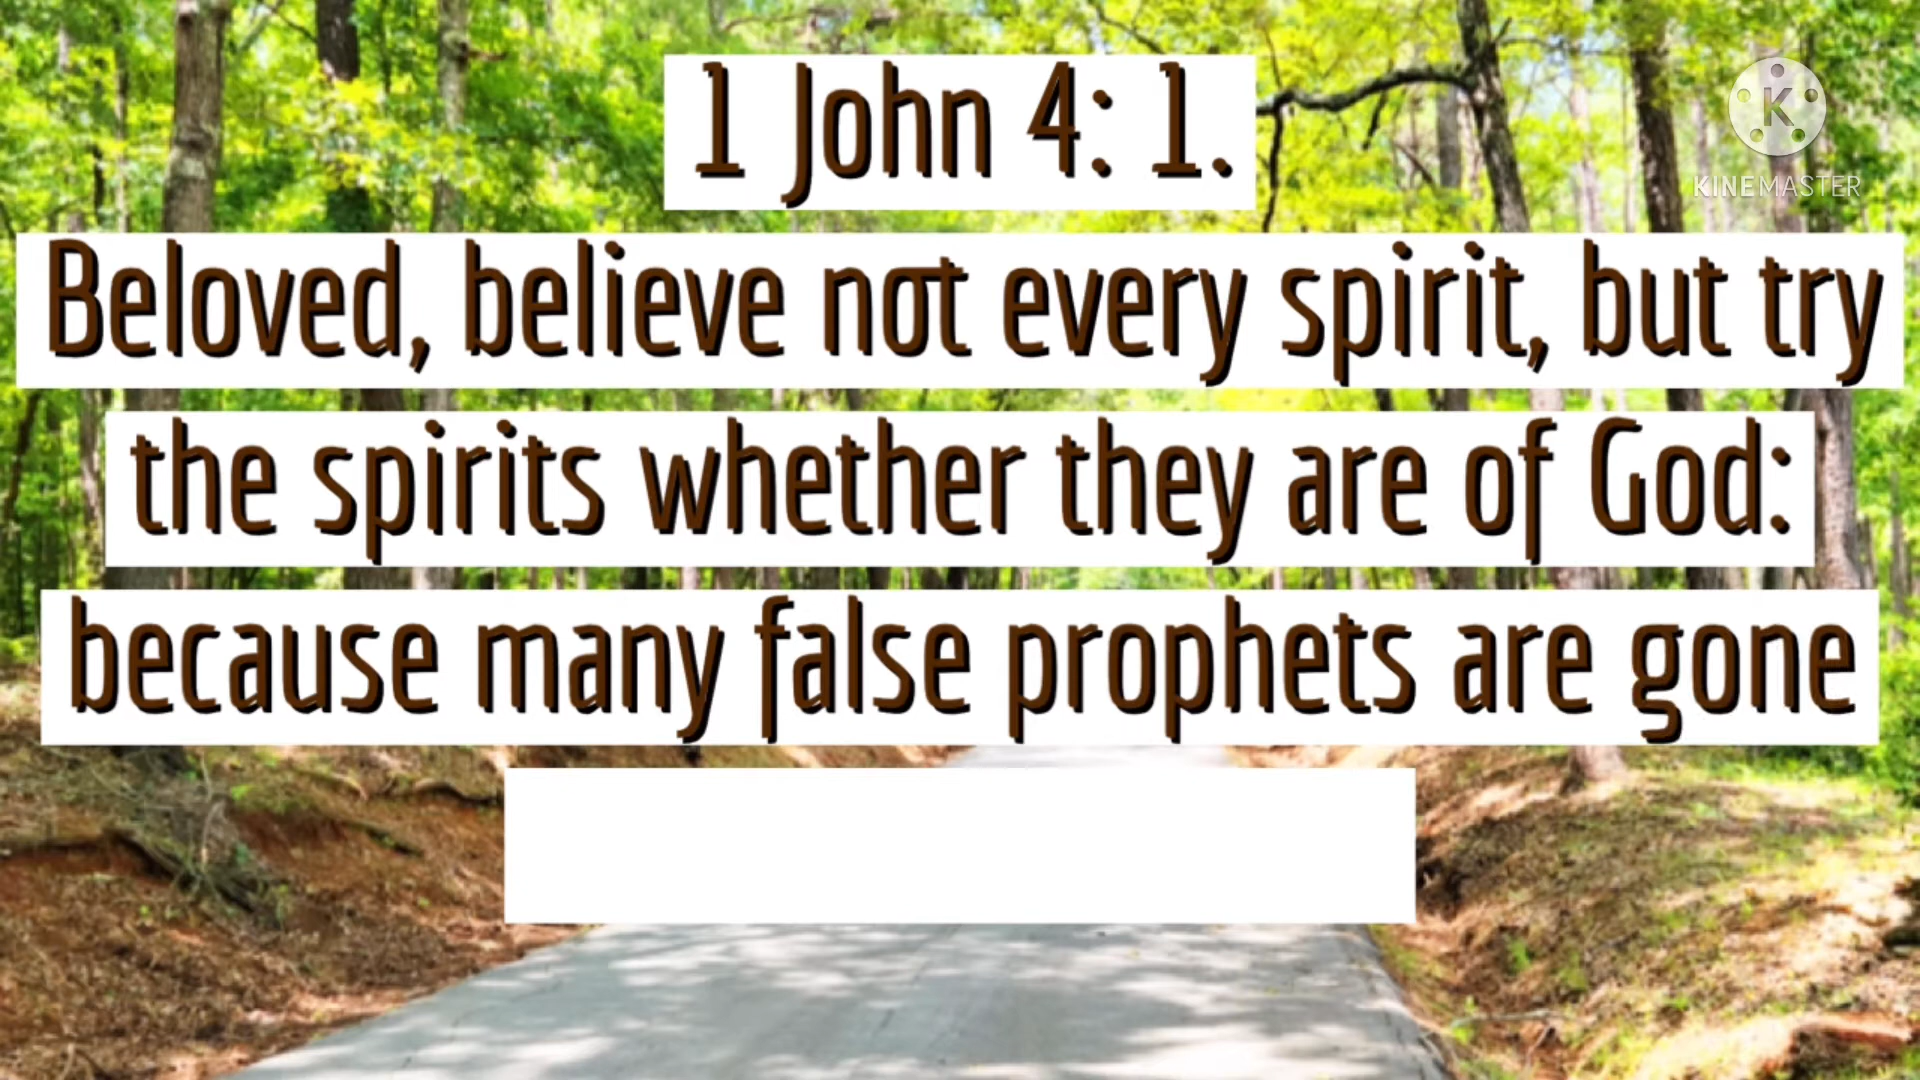 1 John 4: 1.
KINEMASTER
Beloved, believe not every spirit, but try
the spirits whether they are of God:
because many false prophets are gone